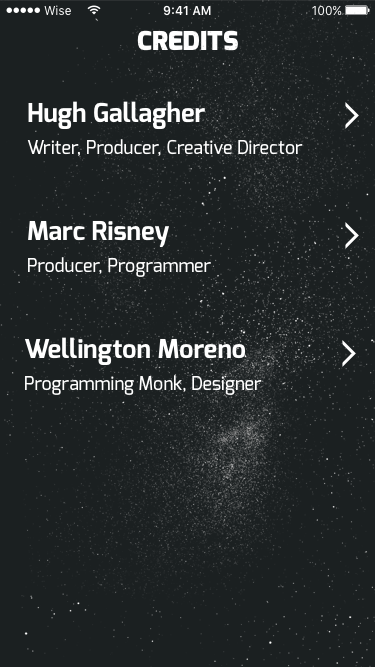 Wise 9:41 AM 100%
CREDITS
Hugh Gallagher
Writer, Producer, Creative Director
Marc Risney
Producer, Programmer
Wellington Moreno
Programming Monk, Designer